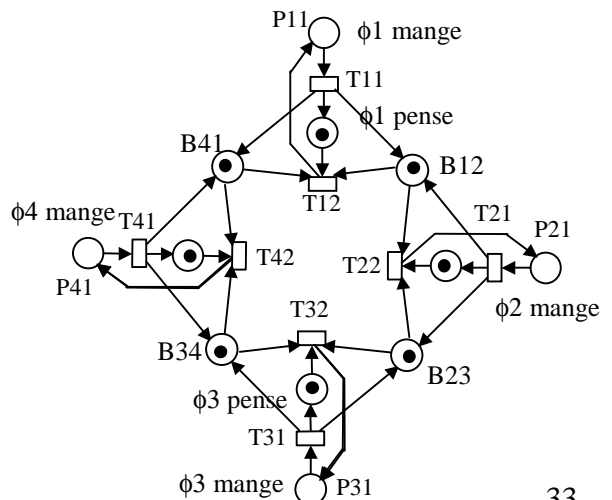 P11
ϕ1 mange
T11
ϕ1 pense
B41
B12
T12
ϕ4 mange
T41
T21
P21
T42
T22
P41
ϕ2 mange
T32
B34
B23
ϕ3 pense
T31
ϕ3 mange
P31
33